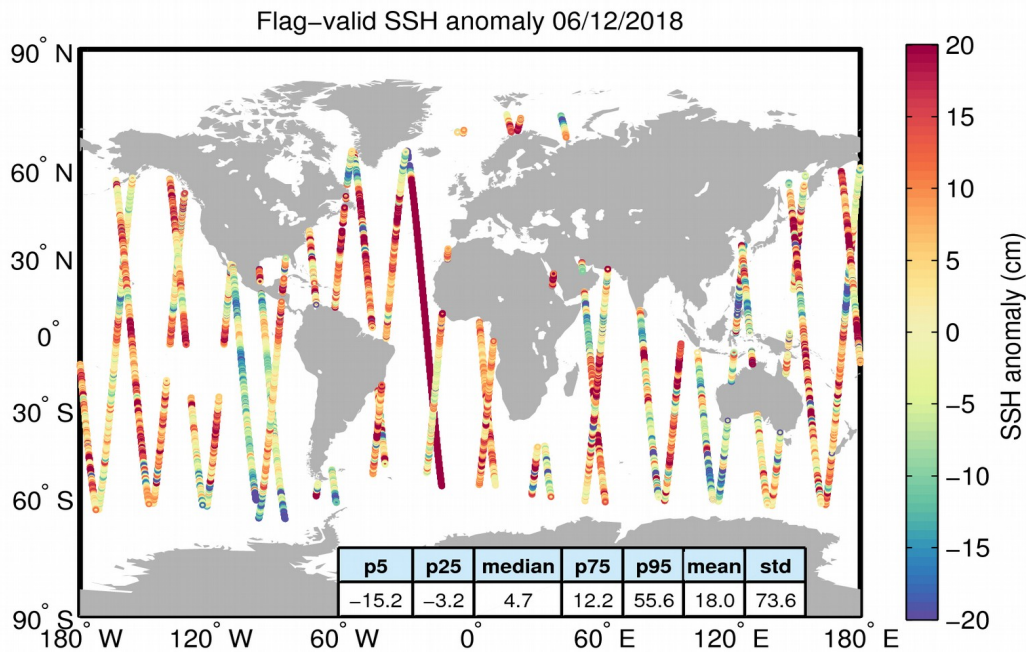 Flag−valid SSH anomaly 06/12/2018
90° N
60° N
30° N
0°
30° S
60° S
90° S
180° W 120° W 60° W 0° 60° E 120° E 180° E
p5 p25 median p75 p95 mean std
−15.2 −3.2 4.7 12.2 55.6 18.0 73.6
20
15
10
5
0
−5
−10
−15
−20
SSH anomaly (cm)